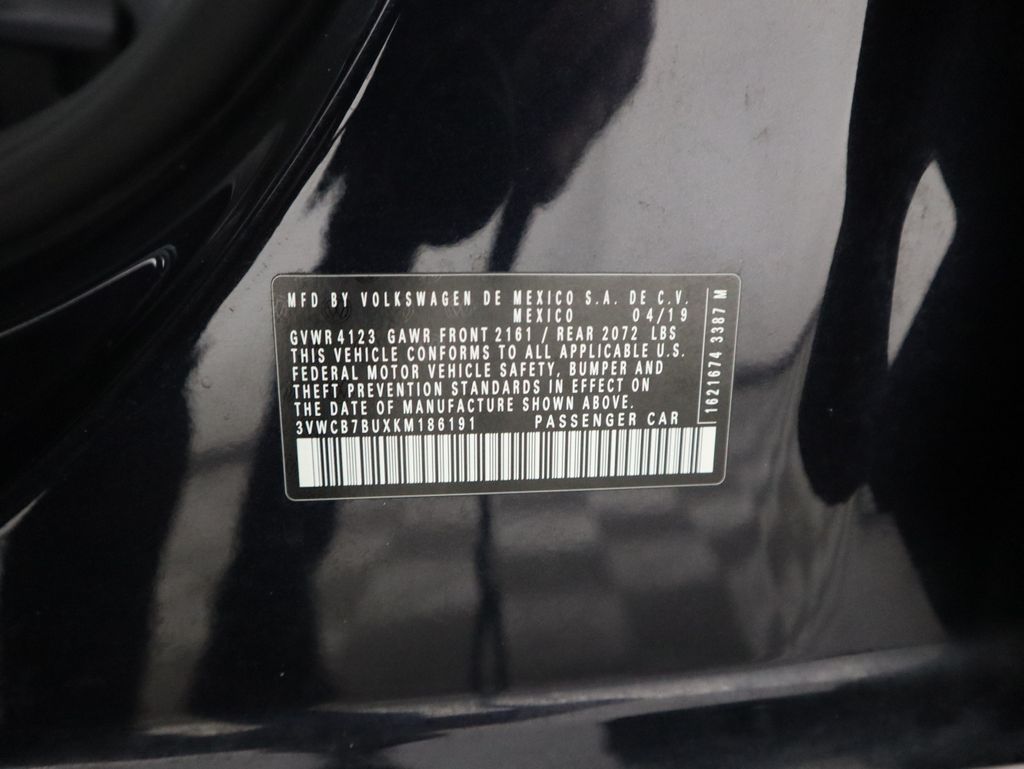 MFD BY VOLKSWAGEN DE MEXICO S.A. DE C.V.
MEXICO 04/19
GVWR 4123 GAWR FRONT 2161 / REAR 2072 LBS
THIS VEHICLE CONFORMS TO ALL APPLICABLE U.S.
FEDERAL MOTOR VEHICLE SAFETY, BUMPER AND
THEFT PREVENTION STANDARDS IN EFFECT ON
THE DATE OF MANUFACTURE SHOWN ABOVE.
3VWCB7BUXKM186191 PASSENGER CAR
1621674 3387 M